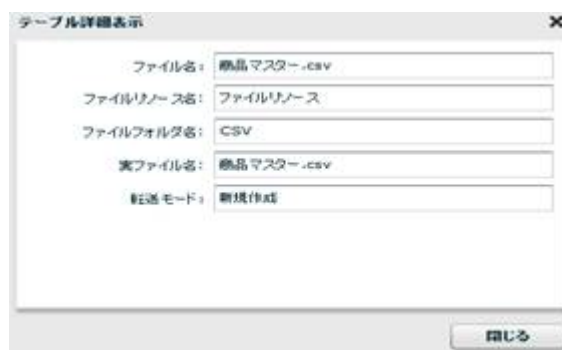 テーブル詳細表示
ファイル名： 商品マスター.csv
ファイルリソース名： ファイルリソース
ファイルフォルダ名： CSV
実ファイル名： 商品マスター.csv
転送モード： 新規作成
閉じる